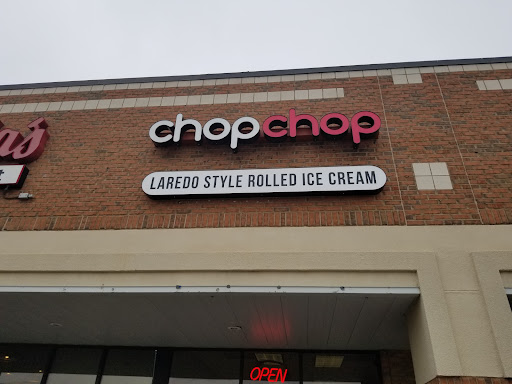 chopchop
LAREDO STYLE ROLLED ICE CREAM
OPEN